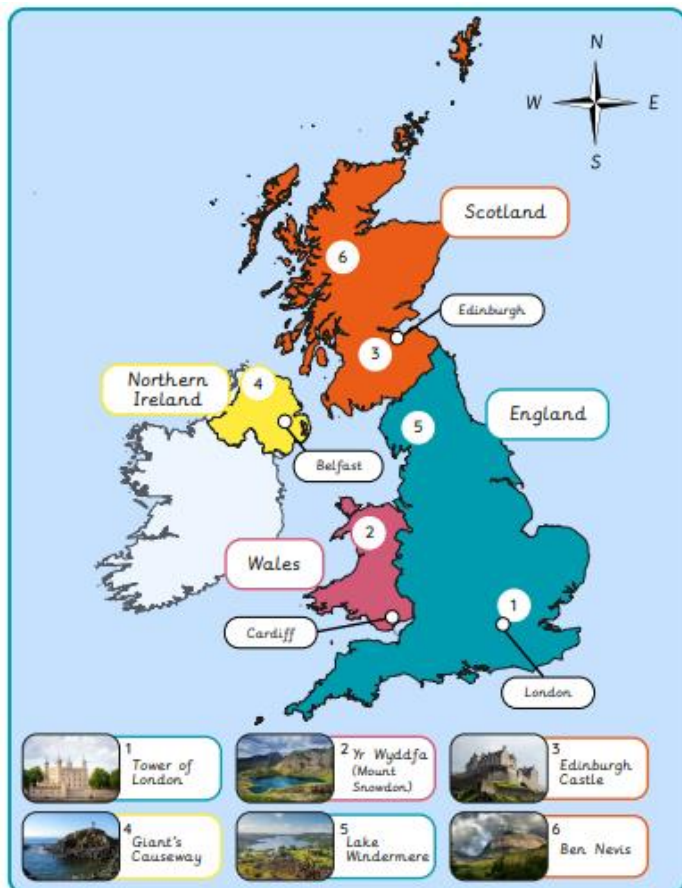 N
W E
S
Scotland
6
Edinburgh
3
Northern
Ireland
4
England
5
Belfast
2
Wales
1
Cardiff
London
1
Tower of
London
2
Yr Wyddfa
(Mount
Snowdon)
3
Edinburgh
Castle
4
Giant's
Causeway
5
Lake
Windermere
6
Ben Nevis